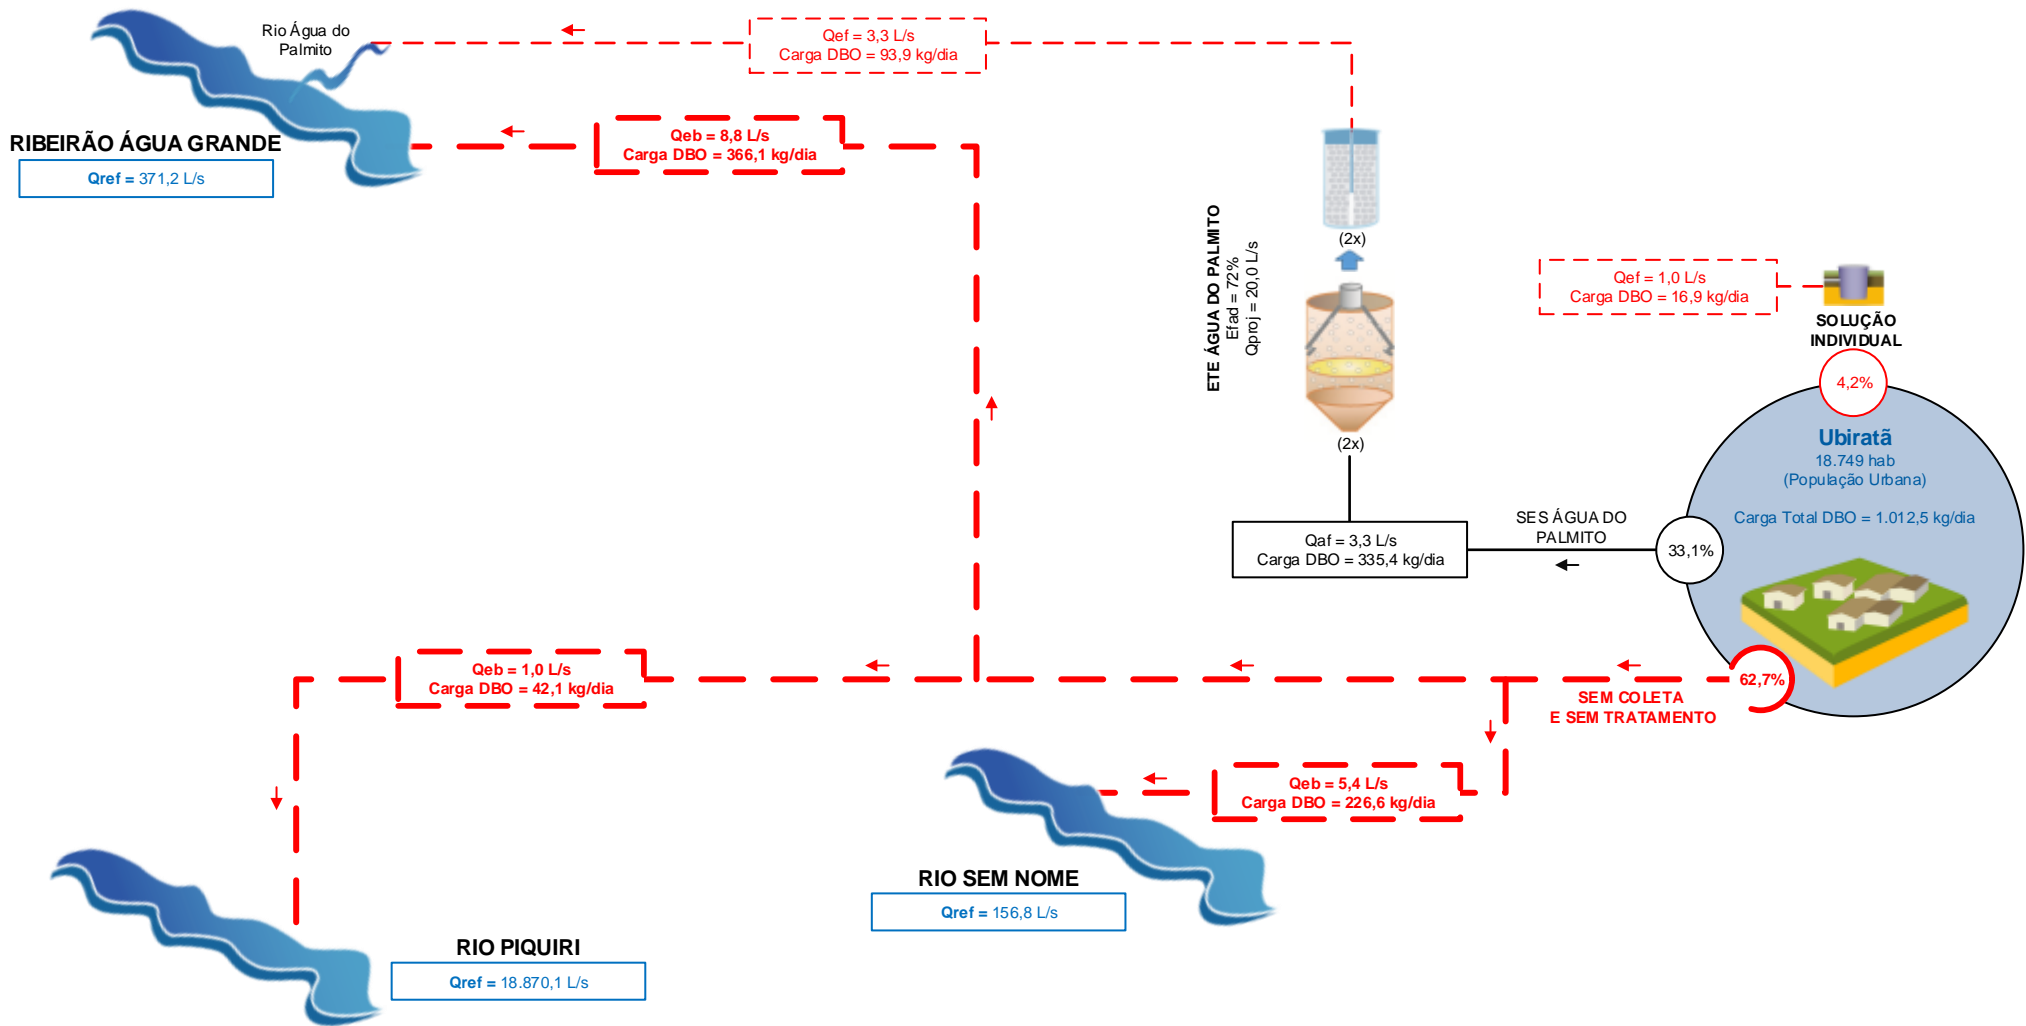 Rio Água do
Palmito
Qef = 3,3 L/s
Carga DBO = 93,9 kg/dia
RIBEIRÃO ÁGUA GRANDE
Qref = 371,2 L/s
Qeb = 8,8 L/s
Carga DBO = 366,1 kg/dia
ETE ÁGUA DO PALMITO
Efad = 72%
Qproj = 20,0 L/s
(2x)
(2x)
Qef = 1,0 L/s
Carga DBO = 16,9 kg/dia
SOLUÇÃO
INDIVIDUAL
4,2%
Ubiratã
18.749 hab
(População Urbana)
Carga Total DBO = 1.012,5 kg/dia
SES ÁGUA DO
PALMITO
33,1%
Qaf = 3,3 L/s
Carga DBO = 335,4 kg/dia
62,7%
SEM COLETA
E SEM TRATAMENTO
Qeb = 1,0 L/s
Carga DBO = 42,1 kg/dia
Qeb = 5,4 L/s
Carga DBO = 226,6 kg/dia
RIO SEM NOME
Qref = 156,8 L/s
RIO PIQUIRI
Qref = 18.870,1 L/s